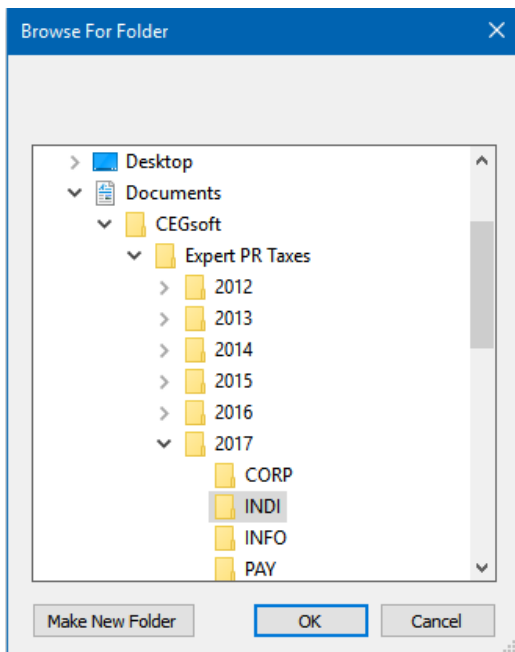 Browse For Folder
Desktop
Documents
CEGsoft
Expert PR Taxes
2012
2013
2014
2015
2016
2017
CORP
INDI
INFO
PAY
Make New Folder OK Cancel